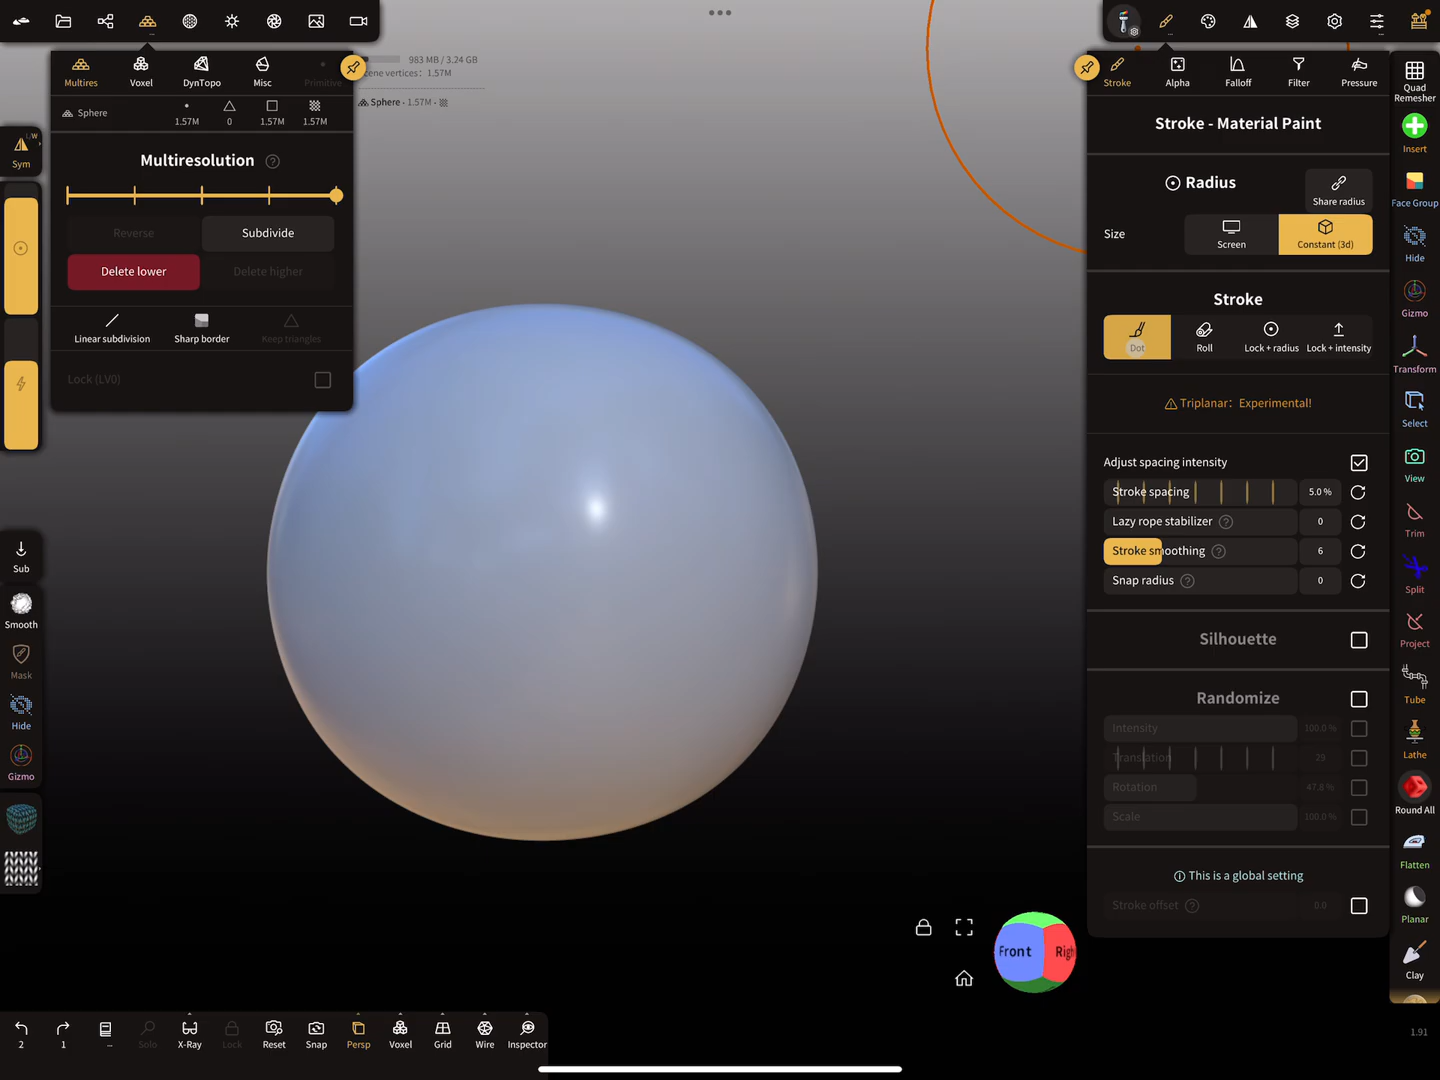 983 MB / 3.24 GB
cene vertices: 1.57M
Sphere • 1.57M •
Multires
Voxel
DynTopo
Misc
Primitive
Sphere
1.57M
0
1.57M
1.57M
Multiresolution
?
Reverse
Subdivide
Delete lower
Delete higher
Linear subdivision
Sharp border
Keep triangles
Lock (LV0)
Sym
Sub
Smooth
Mask
Hide
Gizmo
Stroke
Alpha
Falloff
Filter
Pressure
Stroke - Material Paint
Radius
Share radius
Size
Screen
Constant (3d)
Stroke
Dot
Roll
Lock + radius
Lock + intensity
Triplanar: Experimental!
Adjust spacing intensity
Stroke spacing 5.0 %
Lazy rope stabilizer ? 0
Stroke smoothing ? 6
Snap radius ? 0
Silhouette
Randomize
Intensity 100.0 %
Translation 29
Rotation 47.8 %
Scale 100.0 %
This is a global setting
Stroke offset ? 0.0
Quad
Remesher
Insert
Face Group
Hide
Gizmo
Transform
Select
View
Trim
Split
Project
Tube
Lathe
Round All
Flatten
Planar
Clay
Front
Righ
2
1
...
Solo
X-Ray
Lock
Reset
Snap
Persp
Voxel
Grid
Wire
Inspector
1.91